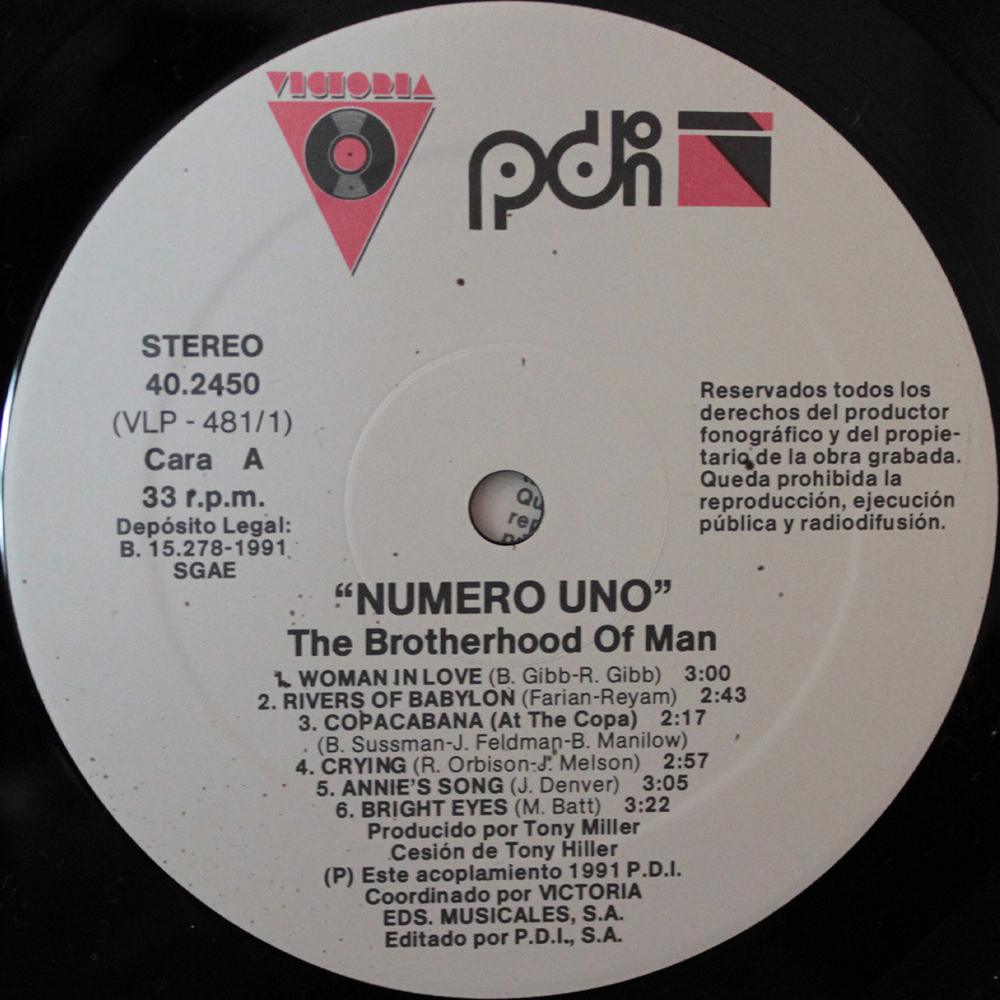 VICTORIA
pdi
STEREO
40.2450
(VLP - 481/1)
Cara A
33 r.p.m.
Depósito Legal:
B. 15.278-1991
SGAE
Reservados todos los
derechos del productor
fonográfico y del propie-
tario de la obra grabada.
Queda prohibida la
reproducción, ejecución
pública y radiodifusión.
Qu
rep
"NUMERO UNO"
The Brotherhood Of Man
1. WOMAN IN LOVE (B. Gibb-R. Gibb) 3:00
2. RIVERS OF BABYLON (Farian-Reyam) 2:43
3. COPACABANA (At The Copa) 2:17
(B. Sussman-J. Feldman-B. Manilow)
4. CRYING (R. Orbison-J. Melson) 2:57
5. ANNIE'S SONG (J. Denver) 3:05
6. BRIGHT EYES (M. Batt) 3:22
Producido por Tony Miller
Cesión de Tony Hiller
(P) Este acoplamiento 1991 P.D.I.
Coordinado por VICTORIA
EDS. MUSICALES, S.A.
Editado por P.D.I., S.A.